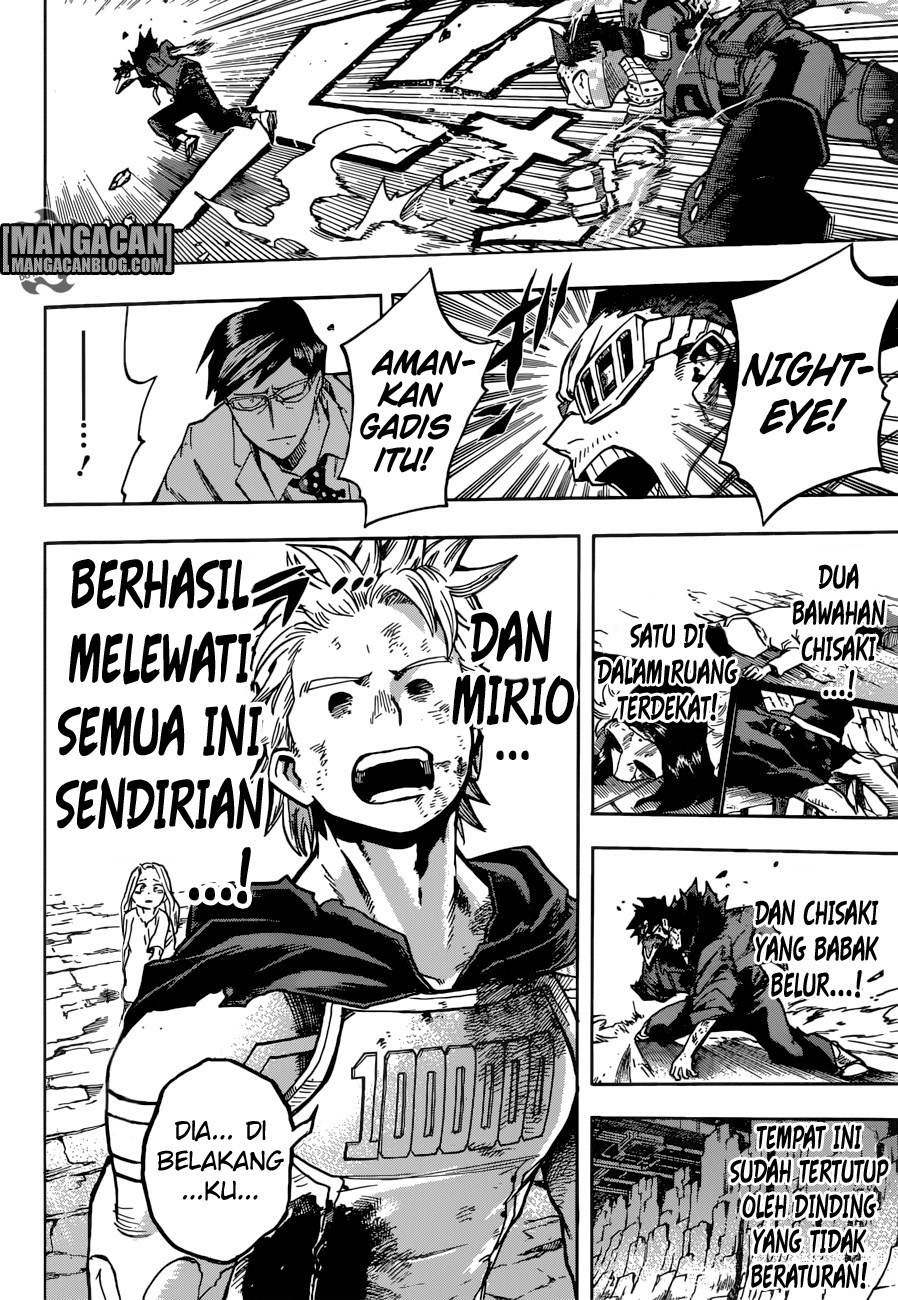 MANGACAN
MANGACANBLOG.COM
NIGHT-
EYE!
AMAN-
KAN
GADIS
ITU!
......!
DUA
BAWAHAN
CHISAKI
...!
SATU DI
DALAM RUANG
TERDEKAT!
DAN CHISAKI
YANG BABAK
BELUR...!
TEMPAT INI
SUDAH TERTUTUP
OLEH DINDING
YANG TIDAK
BERATURAN!
DAN
MIRIO
...
...
BERHASIL
MELEWATI
SEMUA INI
SENDIRIAN
...!
1000000
DIA... DI
BELAKANG
...KU...